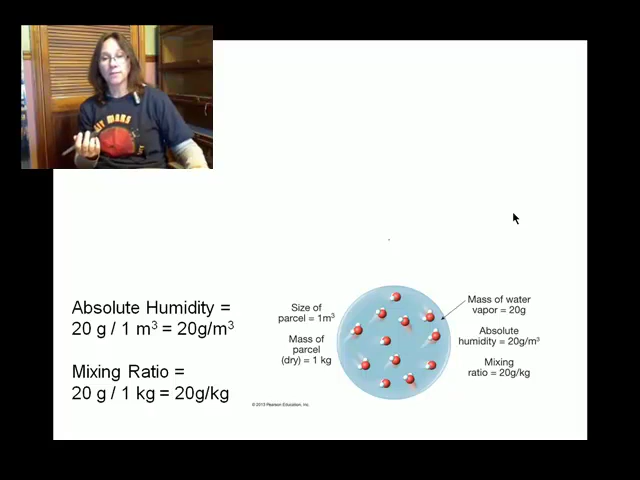 Absolute Humidity =
20 g / 1 m³ = 20g/m³
Mixing Ratio =
20 g / 1 kg = 20g/kg
Size of
parcel = 1m³
Mass of
parcel
(dry) = 1 kg
Mass of water
vapor = 20g
Absolute
humidity = 20g/m³
Mixing
ratio = 20g/kg
© 2013 Pearson Education, Inc.
MARS